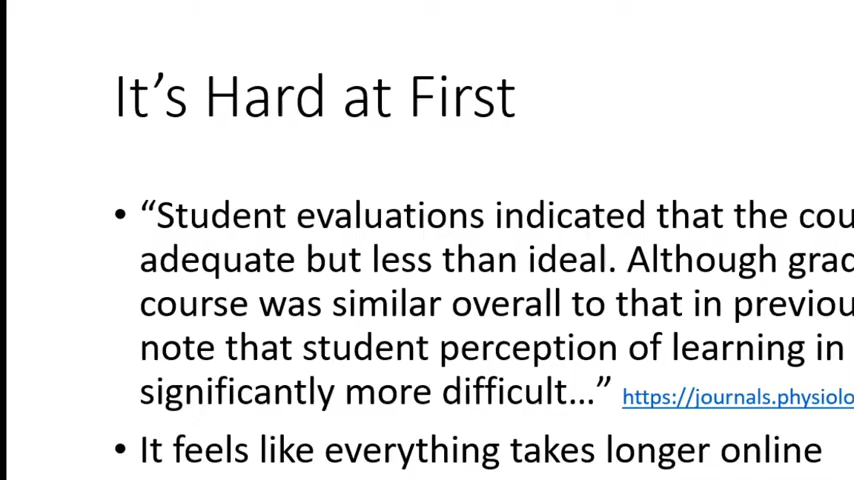 It’s Hard at First
• “Student evaluations indicated that the cou
adequate but less than ideal. Although grad
course was similar overall to that in previou
note that student perception of learning in
significantly more difficult…” https://journals.physiolo
• It feels like everything takes longer online